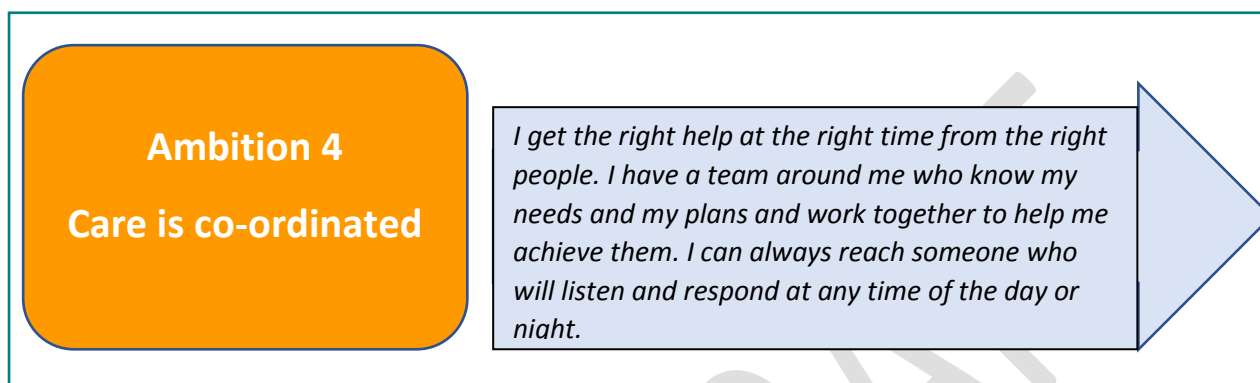 Ambition 4
Care is co-ordinated
I get the right help at the right time from the right
people. I have a team around me who know my
needs and my plans and work together to help me
achieve them. I can always reach someone who
will listen and respond at any time of the day or
night.